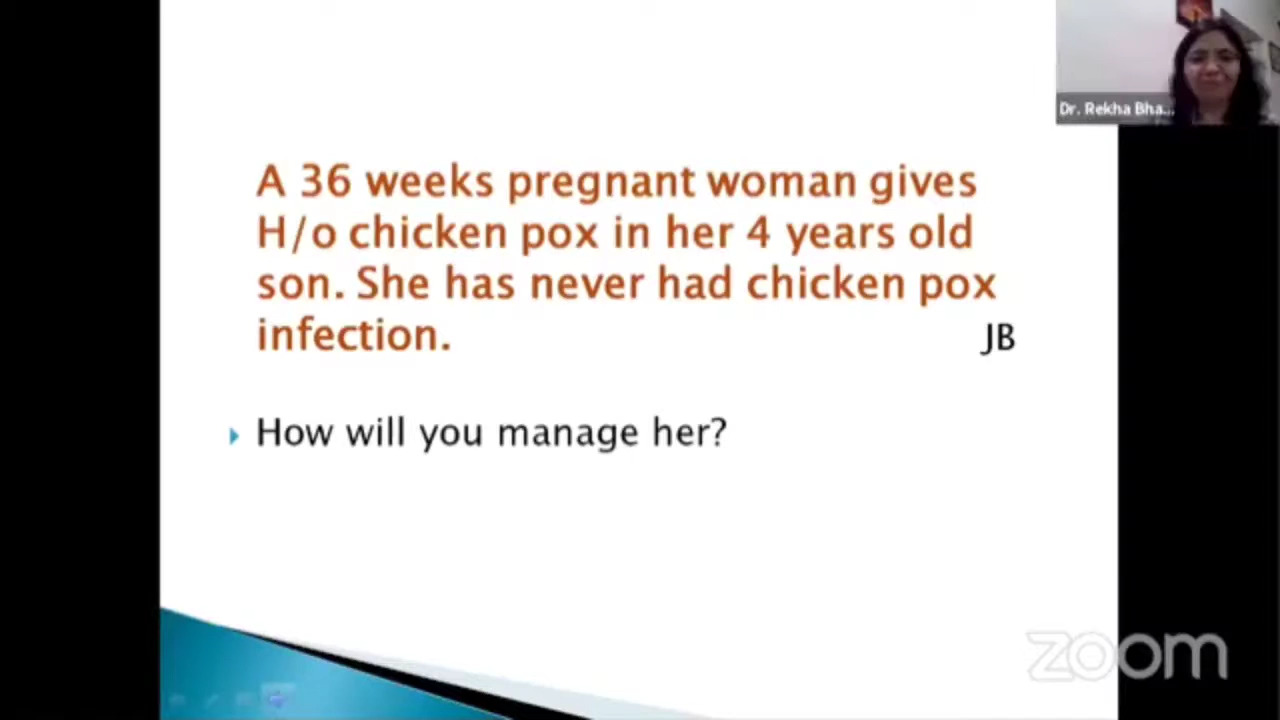 Dr. Rekha Bha...
A 36 weeks pregnant woman gives
H/o chicken pox in her 4 years old
son. She has never had chicken pox
infection. JB
How will you manage her?
zoom